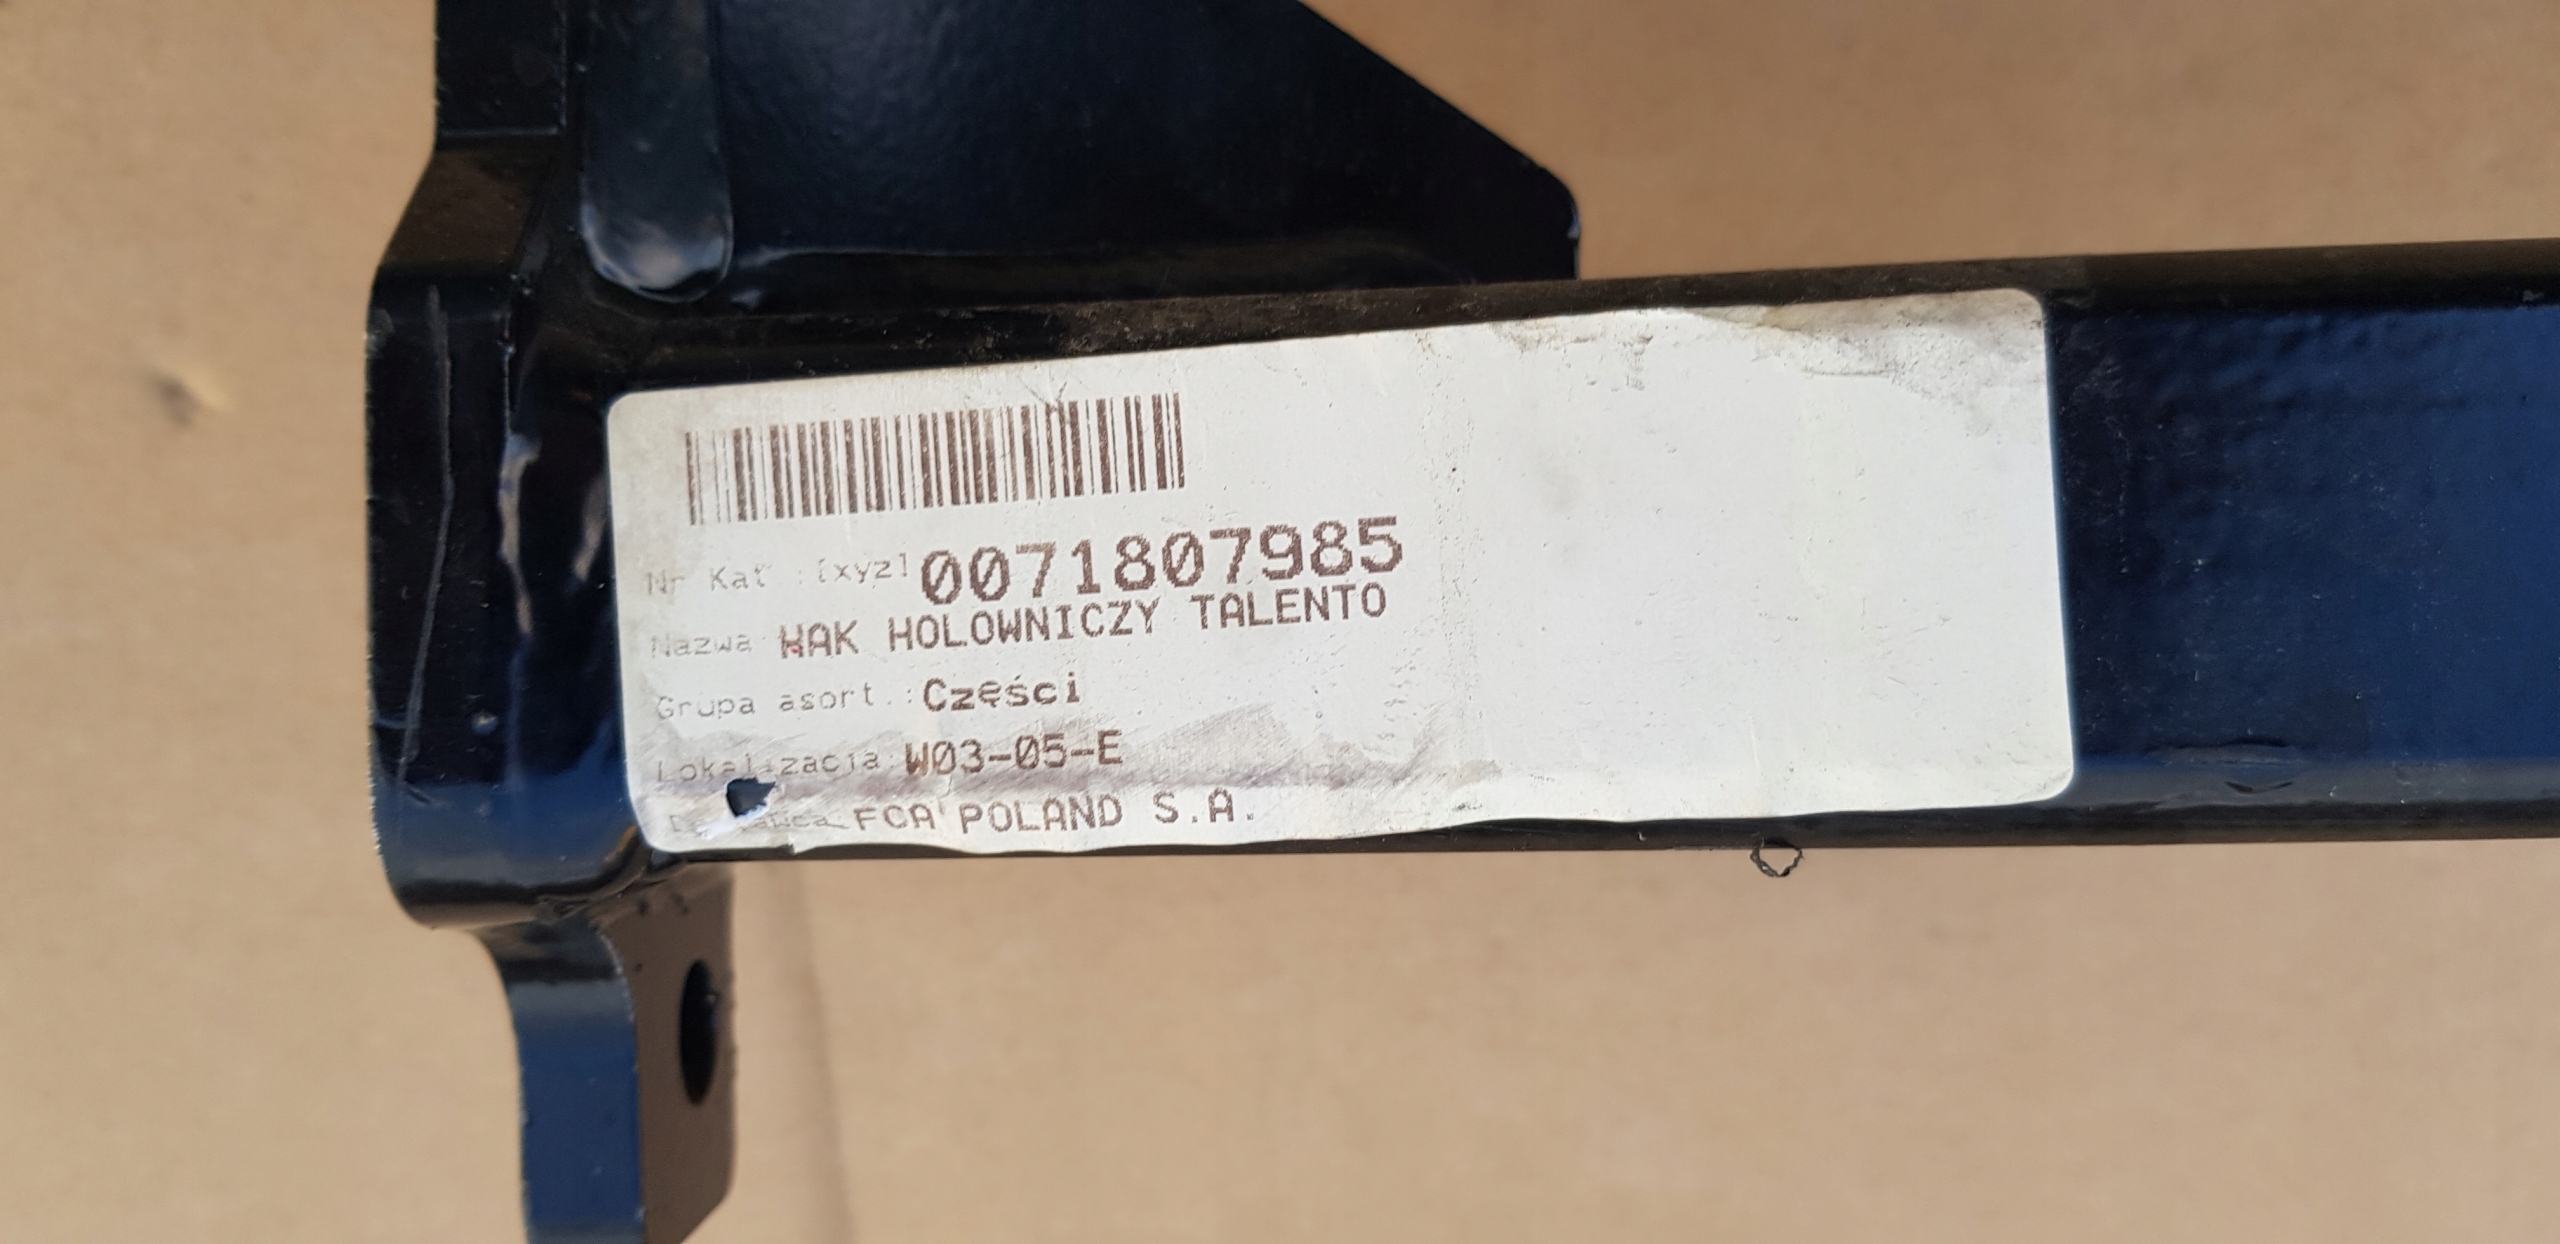 Nr Kat .:[xyz] 0071807985
Nazwa HAK HOLOWNICZY TALENTO
Grupa asort.: Części
Lokalizacja: W03-05-E
FCA POLAND S.A.